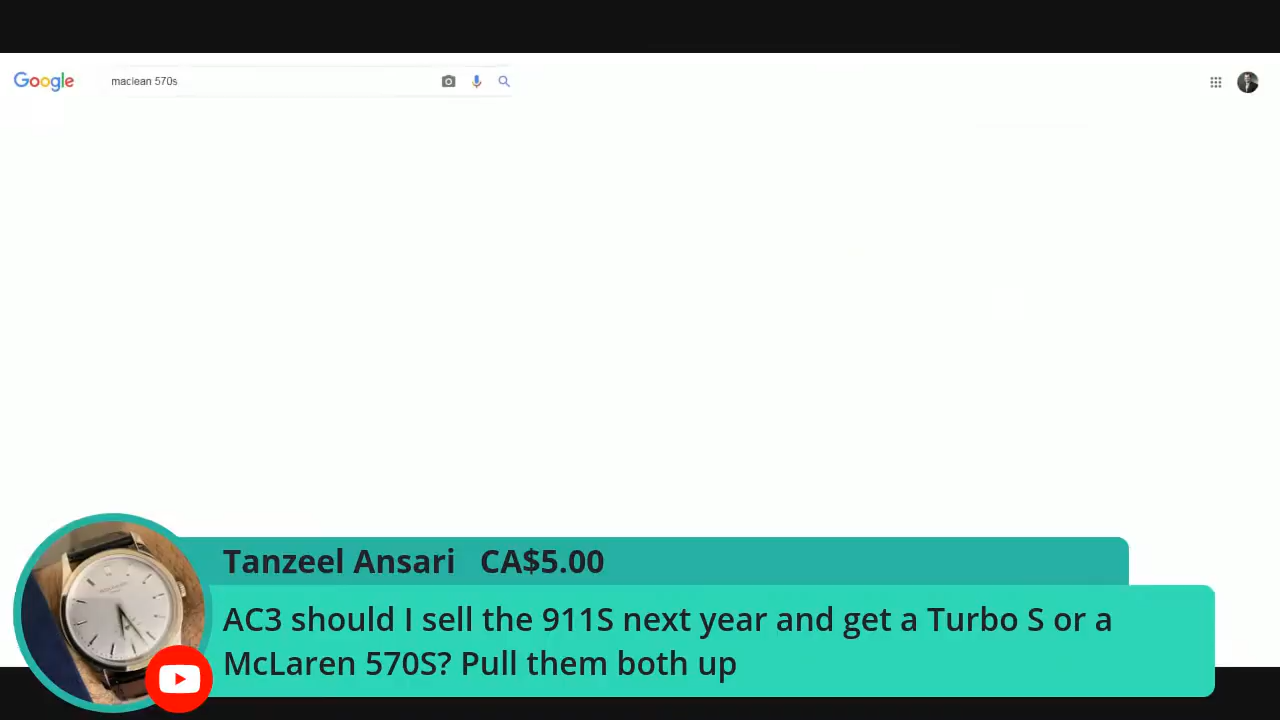 Google maclean 570s
Tanzeel Ansari CA$5.00
AC3 should I sell the 911S next year and get a Turbo S or a
McLaren 570S? Pull them both up